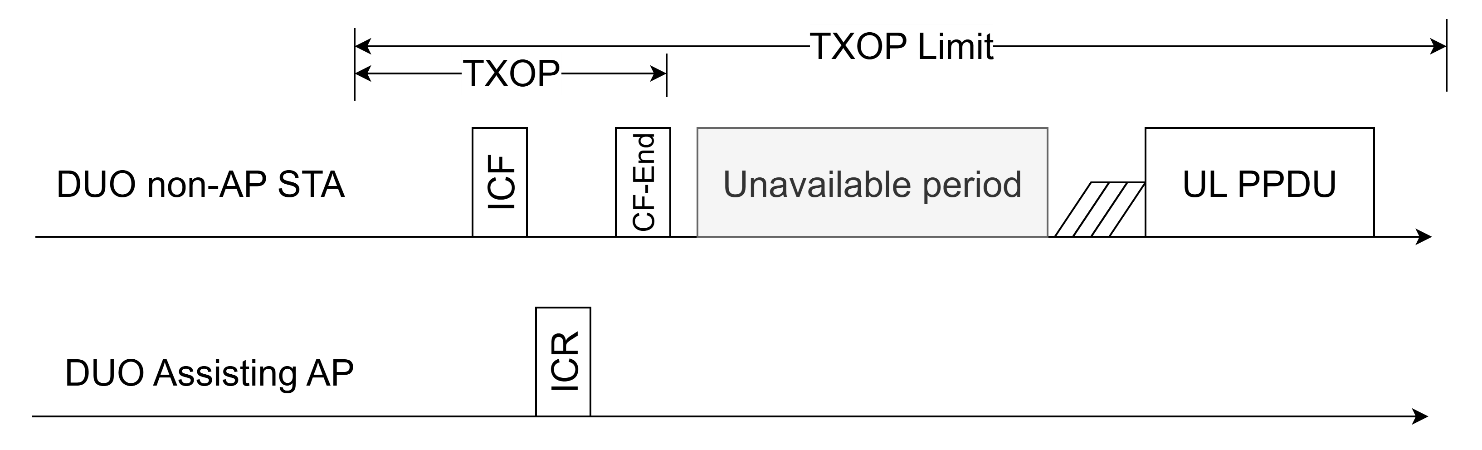 TXOP Limit
TXOP
DUO non-AP STA
ICF
CF-End
Unavailable period
UL PPDU
DUO Assisting AP
ICR